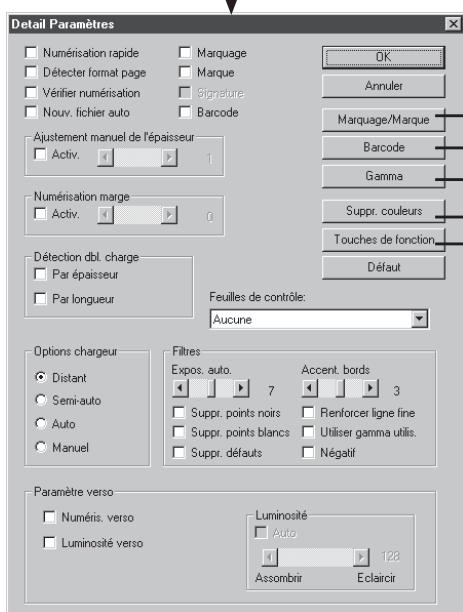 Detail Paramètres
Numérisation rapide
Détecter format page
Vérifier numérisation
Nouv. fichier auto
Marquage
Marque
Signature
Barcode
OK
Annuler
Marquage/Marque
Barcode
Gamma
Suppr. couleurs
Touches de fonction
Défaut
Ajustement manuel de l'épaisseur
Activ. 1
Numérisation marge
Activ. 0
Détection dbl. charge
Par épaisseur
Par longueur
Feuilles de contrôle:
Aucune
Options chargeur
Distant
Semi-auto
Auto
Manuel
Filtres
Expos. auto.
7
Suppr. points noirs
Suppr. points blancs
Suppr. défauts
Accent. bords
3
Renforcer ligne fine
Utiliser gamma utilis.
Négatif
Paramètre verso
Numéris. verso
Luminosité verso
Luminosité
Auto
128
Assombrir Eclaircir